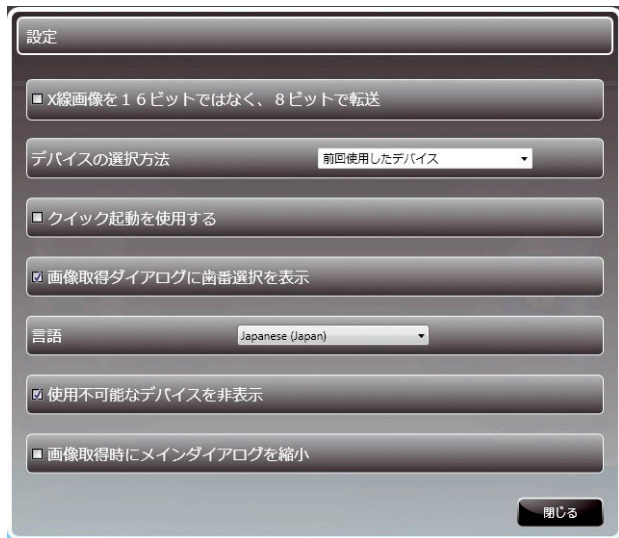 設定
X線画像を１６ビットではなく、８ビットで転送
デバイスの選択方法 前回使用したデバイス
クイック起動を使用する
画像取得ダイアログに歯番選択を表示
言語 Japanese (Japan)
使用不可能なデバイスを非表示
画像取得時にメインダイアログを縮小
閉じる